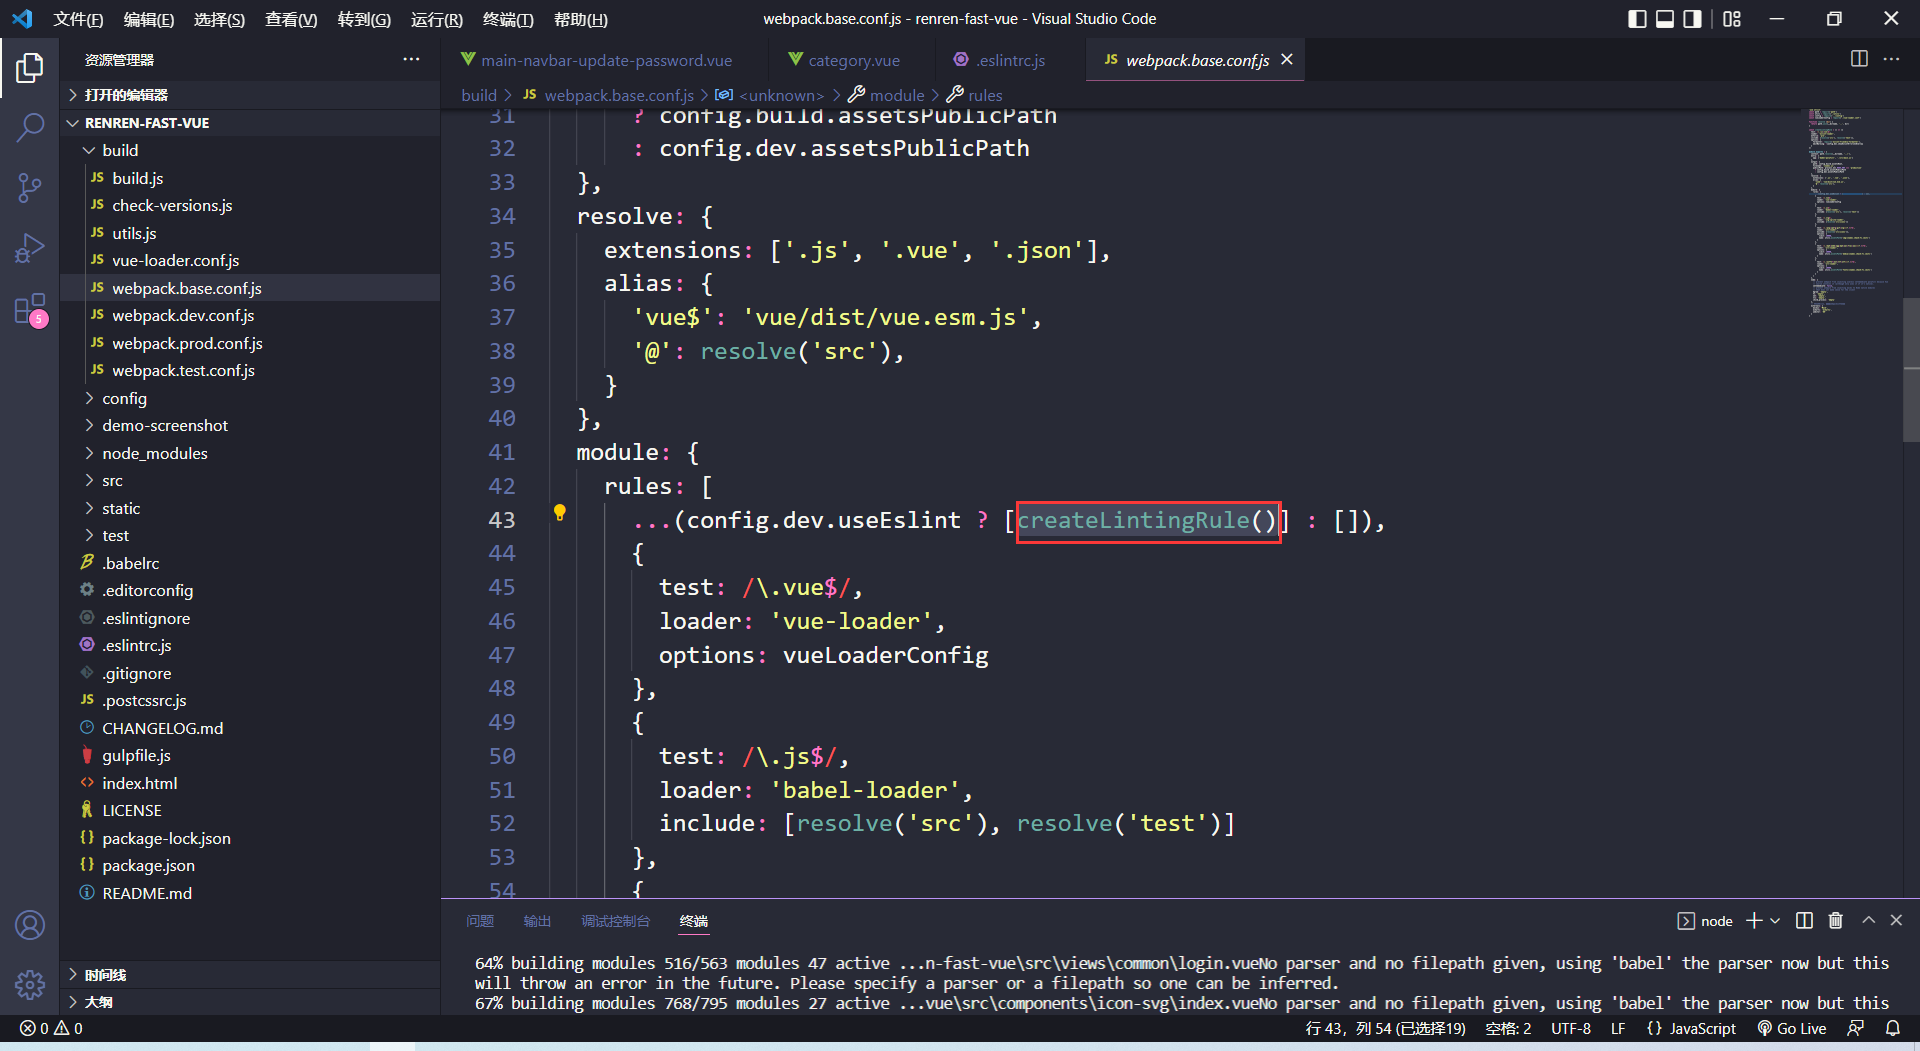 文件(F) 编辑(E) 选择(S) 查看(V) 转到(G) 运行(R) 终端(T) 帮助(H) webpack.base.conf.js - renren-fast-vue - Visual Studio Code
资源管理器
main-navbar-update-password.vue category.vue .eslintrc.js JS webpack.base.conf.js
build > JS webpack.base.conf.js > <unknown> > module > rules
打开的编辑器
RENREN-FAST-VUE
build
JS build.js
JS check-versions.js
JS utils.js
JS vue-loader.conf.js
JS webpack.base.conf.js
JS webpack.dev.conf.js
JS webpack.prod.conf.js
JS webpack.test.conf.js
config
demo-screenshot
node_modules
src
static
test
.babelrc
.editorconfig
.eslintignore
.eslintrc.js
.gitignore
JS .postcssrc.js
CHANGELOG.md
gulpfile.js
index.html
LICENSE
package-lock.json
package.json
README.md
时间线
大纲
5
31 ? config.build.assetsPublicPath
32 : config.dev.assetsPublicPath
33 },
34 resolve: {
35 extensions: ['.js', '.vue', '.json'],
36 alias: {
37 'vue$': 'vue/dist/vue.esm.js',
38 '@': resolve('src'),
39 }
40 },
41 module: {
42 rules: [
43 ...(config.dev.useEslint ? [createLintingRule()] : []),
44 {
45 test: /\.vue$/,
46 loader: 'vue-loader',
47 options: vueLoaderConfig
48 },
49 {
50 test: /\.js$/,
51 loader: 'babel-loader',
52 include: [resolve('src'), resolve('test')]
53 },
54 {
问题 输出 调试控制台 终端 node
64% building modules 516/563 modules 47 active ...n-fast-vue\src\views\common\login.vueNo parser and no filepath given, using 'babel' the parser now but this
will throw an error in the future. Please specify a parser or a filepath so one can be inferred.
67% building modules 768/795 modules 27 active ...vue\src\components\icon-svg\index.vueNo parser and no filepath given, using 'babel' the parser now but this
0 0 行 43，列 54 (已选择19) 空格: 2 UTF-8 LF {} JavaScript Go Live